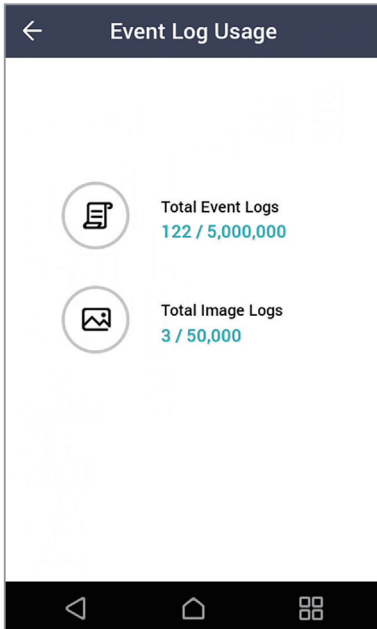 Event Log Usage
Total Event Logs
122 / 5,000,000
Total Image Logs
3 / 50,000